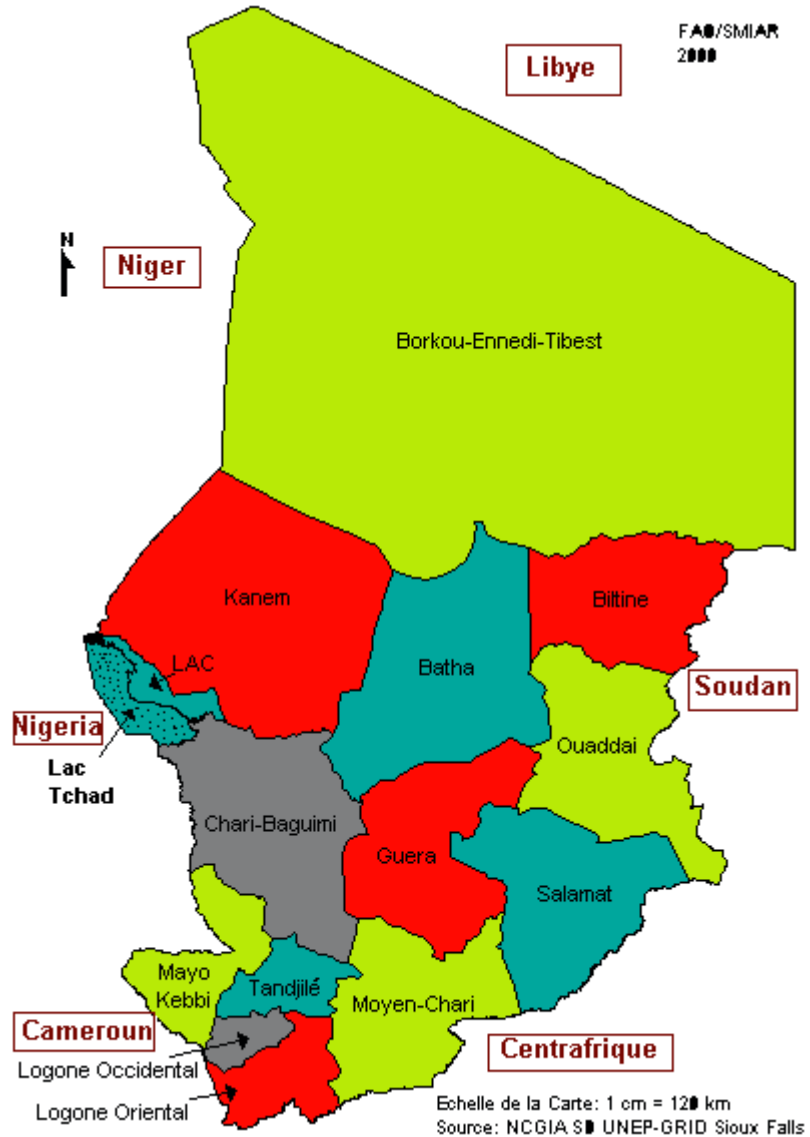 FAO/SMIAR
2000
Libye
N
Niger
Borkou-Ennedi-Tibest
Kanem
Biltine
LAC
Batha
Soudan
Nigeria
Lac
Tchad
Ouaddai
Chari-Baguimi
Guera
Salamat
Mayo
Kebbi
Tandjilé
Moyen-Chari
Cameroun
Centrafrique
Logone Occidental
Logone Oriental
Echelle de la Carte: 1 cm = 120 km
Source: NCGIA SD UNEP-GRID Sioux Falls